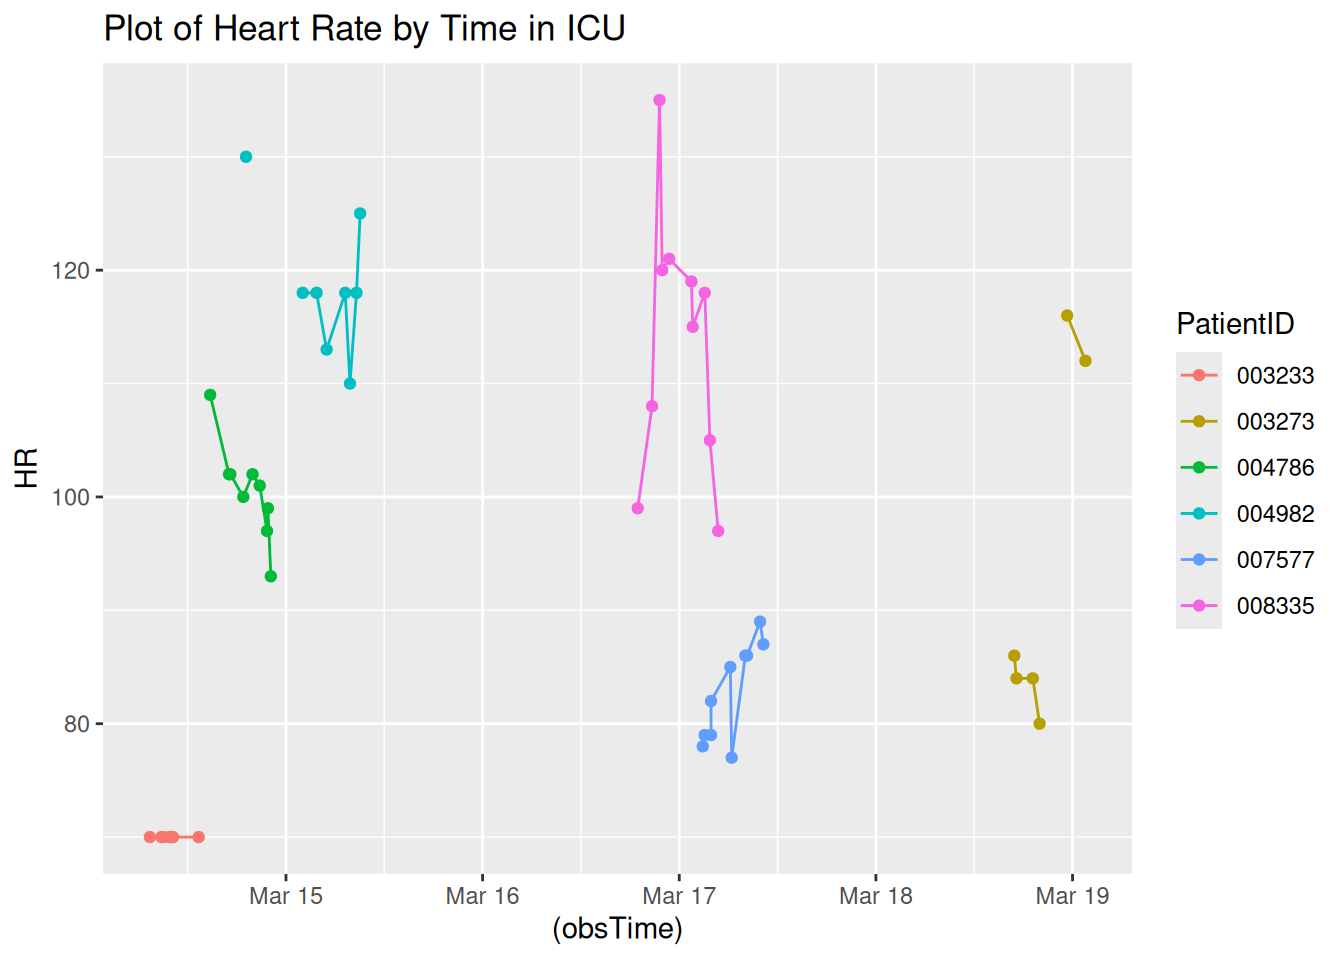 Plot of Heart Rate by Time in ICU
HR
120
100
80
Mar 15
Mar 16
Mar 17
Mar 18
Mar 19
(obsTime)
PatientID
003233
003273
004786
004982
007577
008335